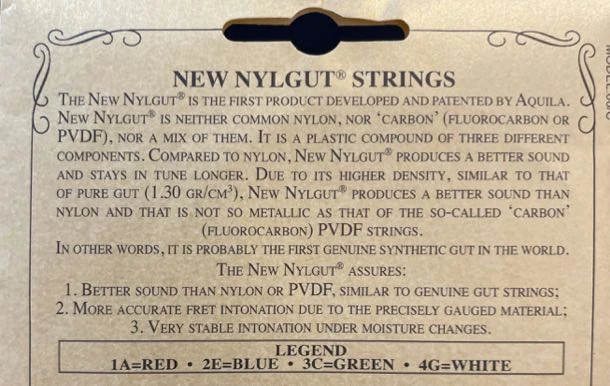 NEW NYLGUT® STRINGS
THE NEW NYLGUT® IS THE FIRST PRODUCT DEVELOPED AND PATENTED BY AQUILA.
NEW NYLGUT® IS NEITHER COMMON NYLON, NOR ‘CARBON’ (FLUOROCARBON OR
PVDF), NOR A MIX OF THEM. IT IS A PLASTIC COMPOUND OF THREE DIFFERENT
COMPONENTS. COMPARED TO NYLON, NEW NYLGUT® PRODUCES A BETTER SOUND
AND STAYS IN TUNE LONGER. DUE TO ITS HIGHER DENSITY, SIMILAR TO THAT
OF PURE GUT (1.30 GR/CM³), NEW NYLGUT® PRODUCES A BETTER SOUND THAN
NYLON AND THAT IS NOT SO METALLIC AS THAT OF THE SO-CALLED ‘CARBON’
(FLUOROCARBON) PVDF STRINGS.
IN OTHER WORDS, IT IS PROBABLY THE FIRST GENUINE SYNTHETIC GUT IN THE WORLD.
THE NEW NYLGUT® ASSURES:
1. BETTER SOUND THAN NYLON OR PVDF, SIMILAR TO GENUINE GUT STRINGS;
2. MORE ACCURATE FRET INTONATION DUE TO THE PRECISELY GAUGED MATERIAL;
3. VERY STABLE INTONATION UNDER MOISTURE CHANGES.
LEGEND
1A=RED • 2E=BLUE • 3C=GREEN • 4G=WHITE